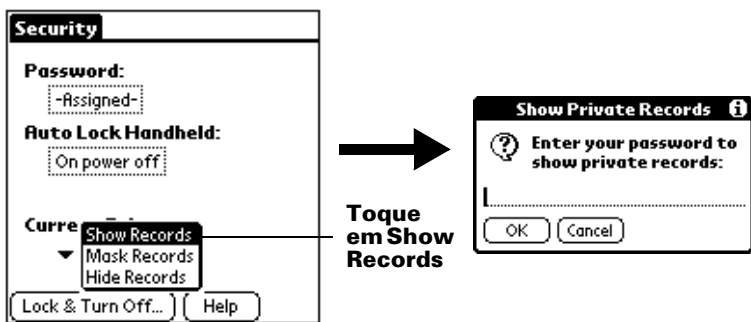 Security
Password:
-Assigned-
Auto Lock Handheld:
On power off
Curre
Show Records
Mask Records
Hide Records
Lock & Turn Off...
Help
Toque
em Show
Records
Show Private Records
Enter your password to
show private records:
OK
Cancel